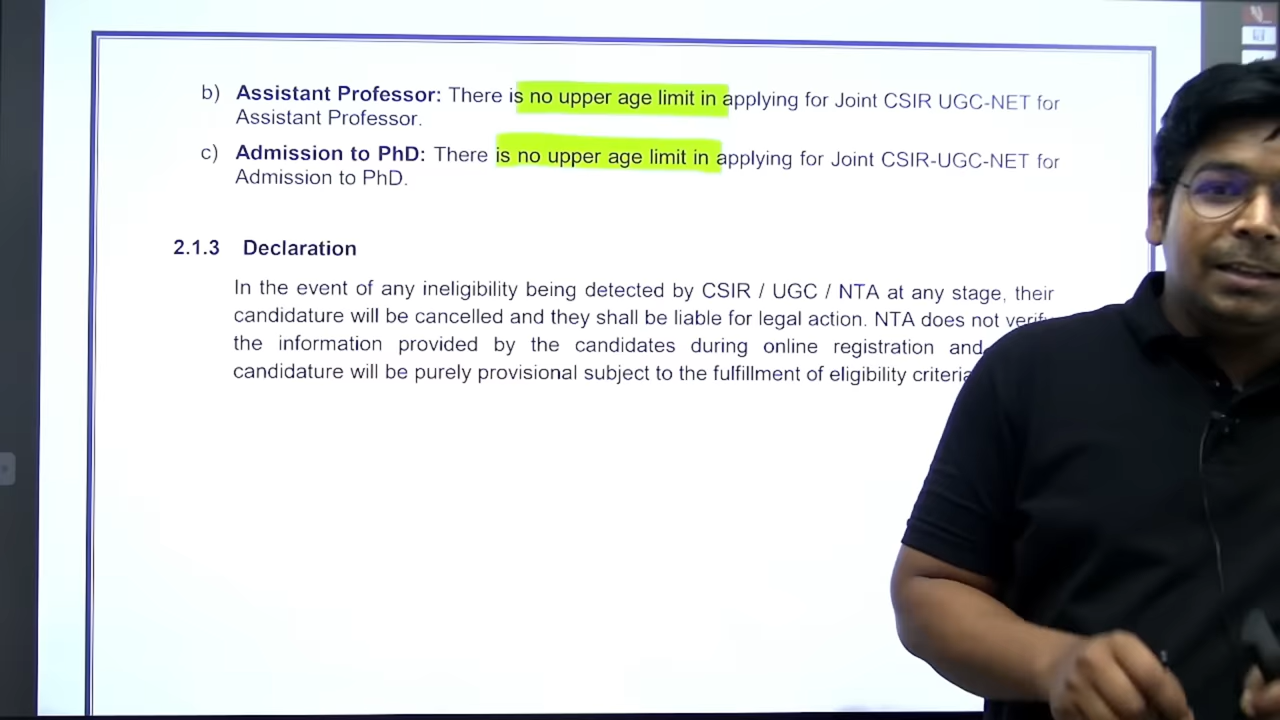 b) Assistant Professor: There is no upper age limit in applying for Joint CSIR UGC-NET for
Assistant Professor.
c) Admission to PhD: There is no upper age limit in applying for Joint CSIR-UGC-NET for
Admission to PhD.
2.1.3 Declaration
In the event of any ineligibility being detected by CSIR / UGC / NTA at any stage, their
candidature will be cancelled and they shall be liable for legal action. NTA does not verify
the information provided by the candidates during online registration and
candidature will be purely provisional subject to the fulfillment of eligibility criteria